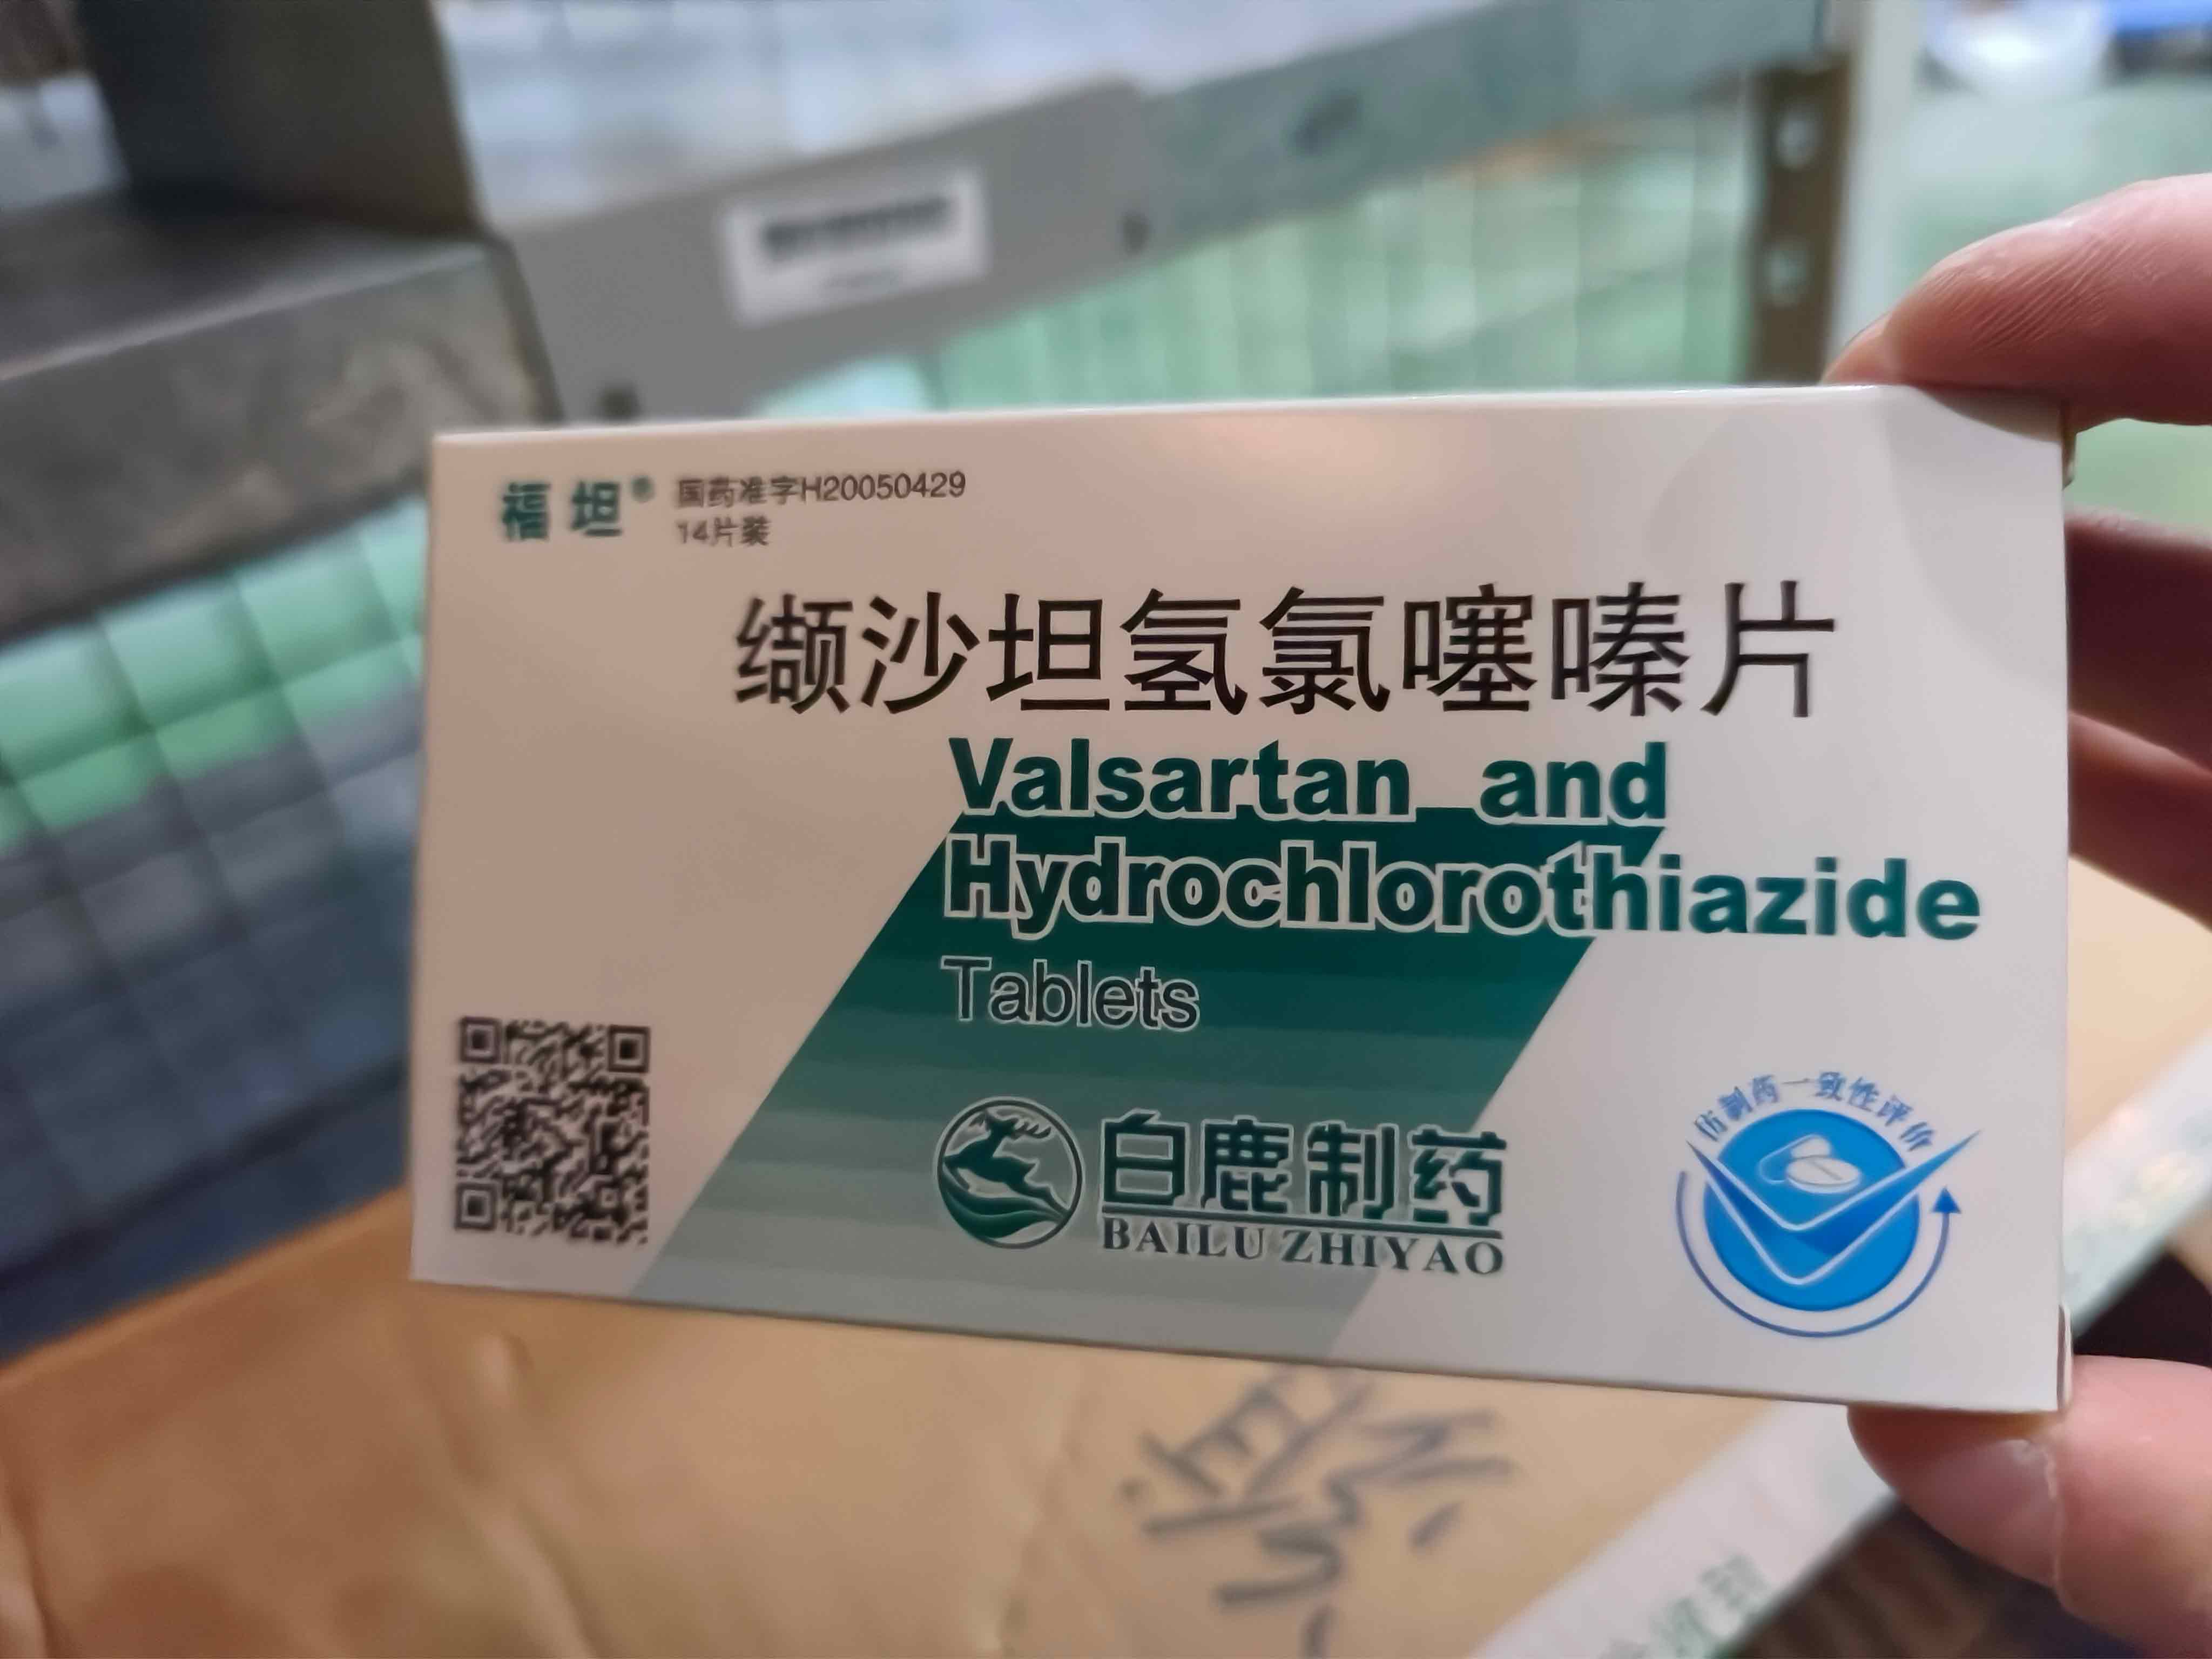 福坦®
国药准字H20050429
14片装
缬沙坦氢氯噻嗪片
Valsartan and
Hydrochlorothiazide
Tablets
白鹿制药
BAILU ZHIYAO
仿制药一致性评价